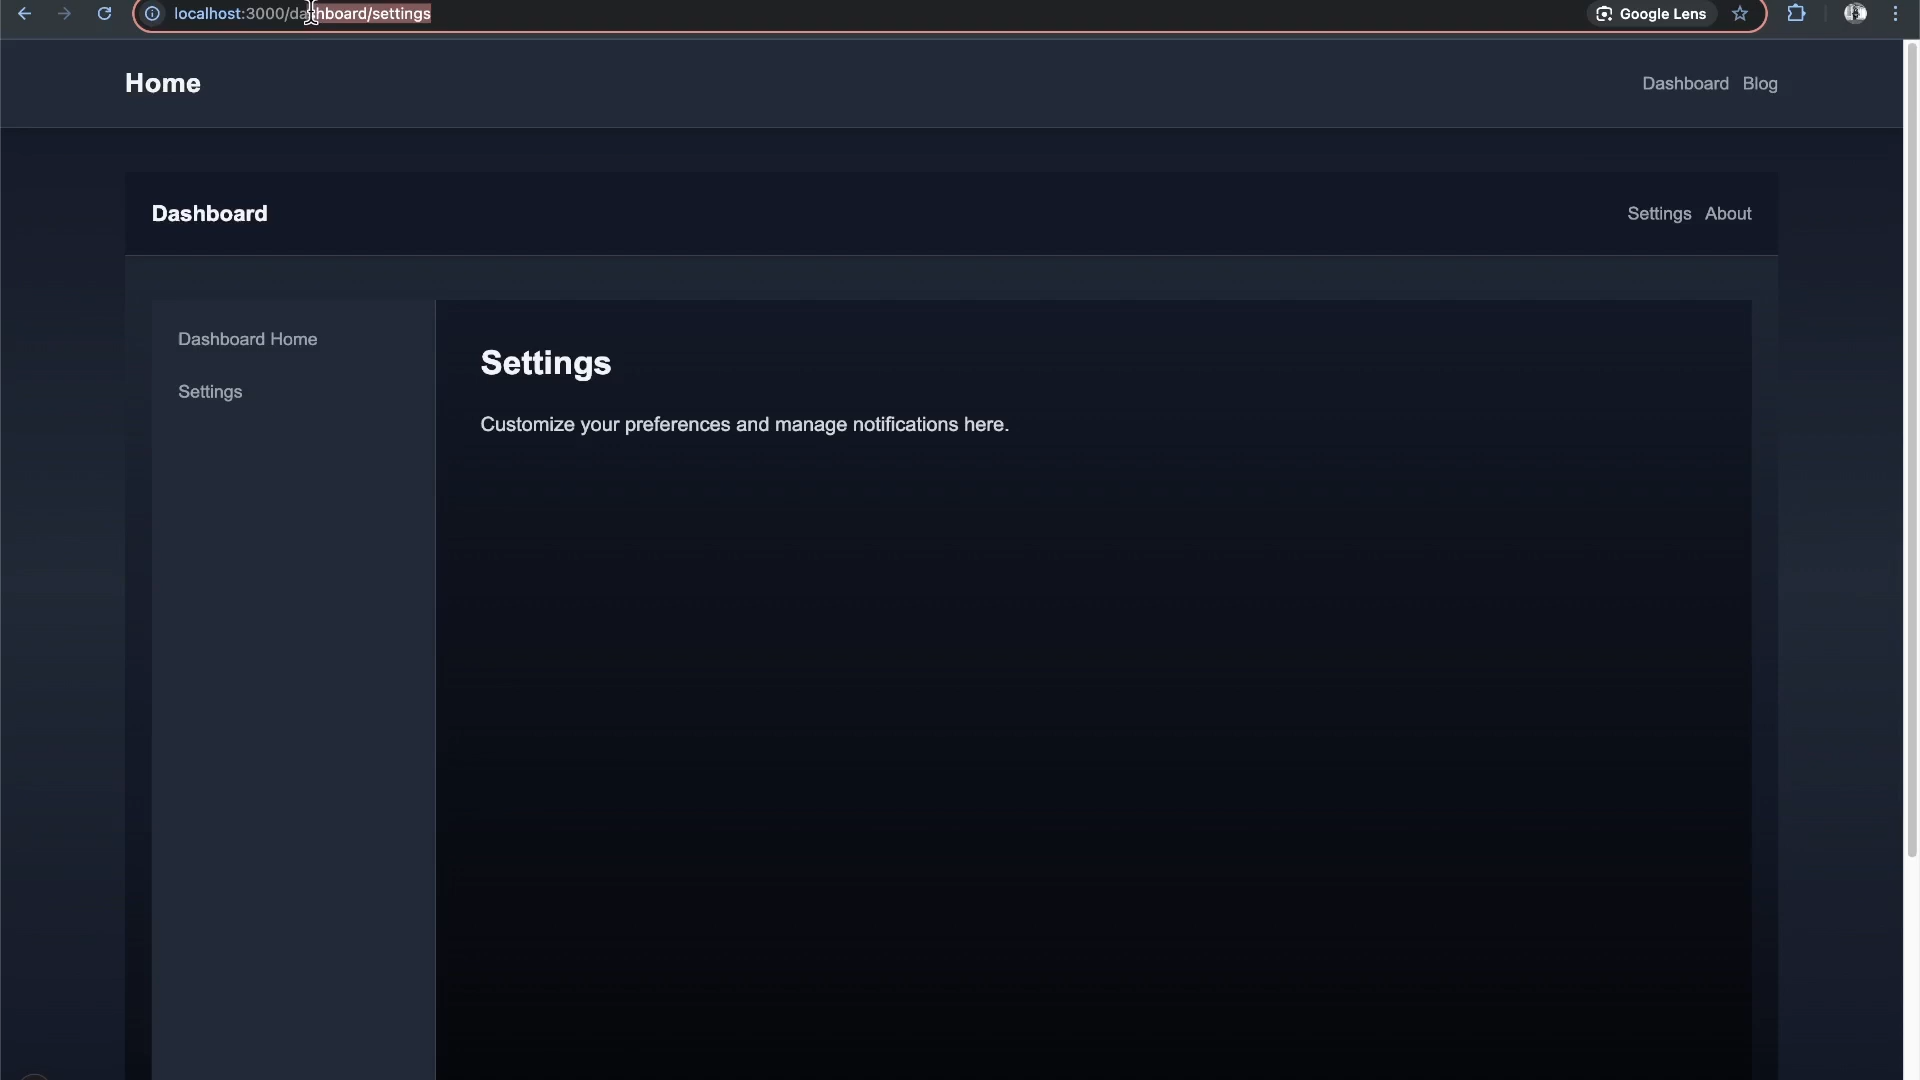 localhost:3000/dashboard/settings
Google Lens
Home
Dashboard Blog
Dashboard
Settings About
Dashboard Home
Settings
Settings
Customize your preferences and manage notifications here.